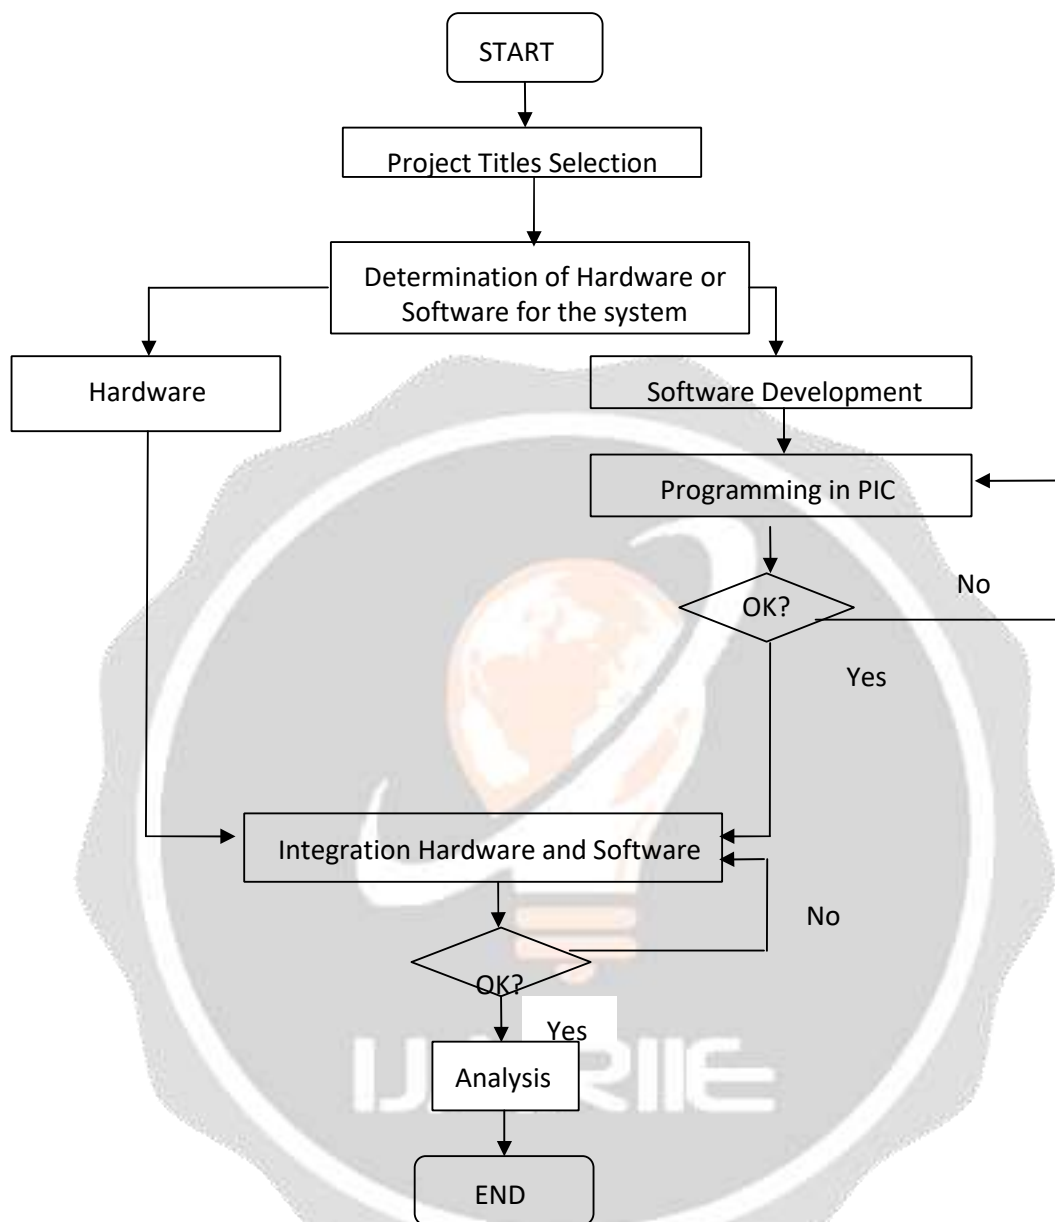 START
Project Titles Selection
Determination of Hardware or
Software for the system
Hardware
Software Development
Programming in PIC
OK?
No
Yes
Integration Hardware and Software
No
OK?
Yes
Analysis
END